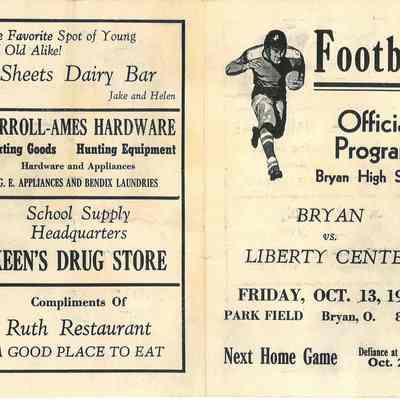 e Favorite Spot of Young
Old Alike!
Sheets Dairy Bar
Jake and Helen
RROLL-AMES HARDWARE
rting Goods Hunting Equipment
Hardware and Appliances
G. E. APPLIANCES AND BENDIX LAUNDRIES
School Supply
Headquarters
KEEN'S DRUG STORE
Compliments Of
Ruth Restaurant
A GOOD PLACE TO EAT
Footb
Officia
Progra
Bryan High S
BRYAN
vs.
LIBERTY CENTE
FRIDAY, OCT. 13, 19
PARK FIELD Bryan, O. 8
Next Home Game
Defiance at
Oct. 2